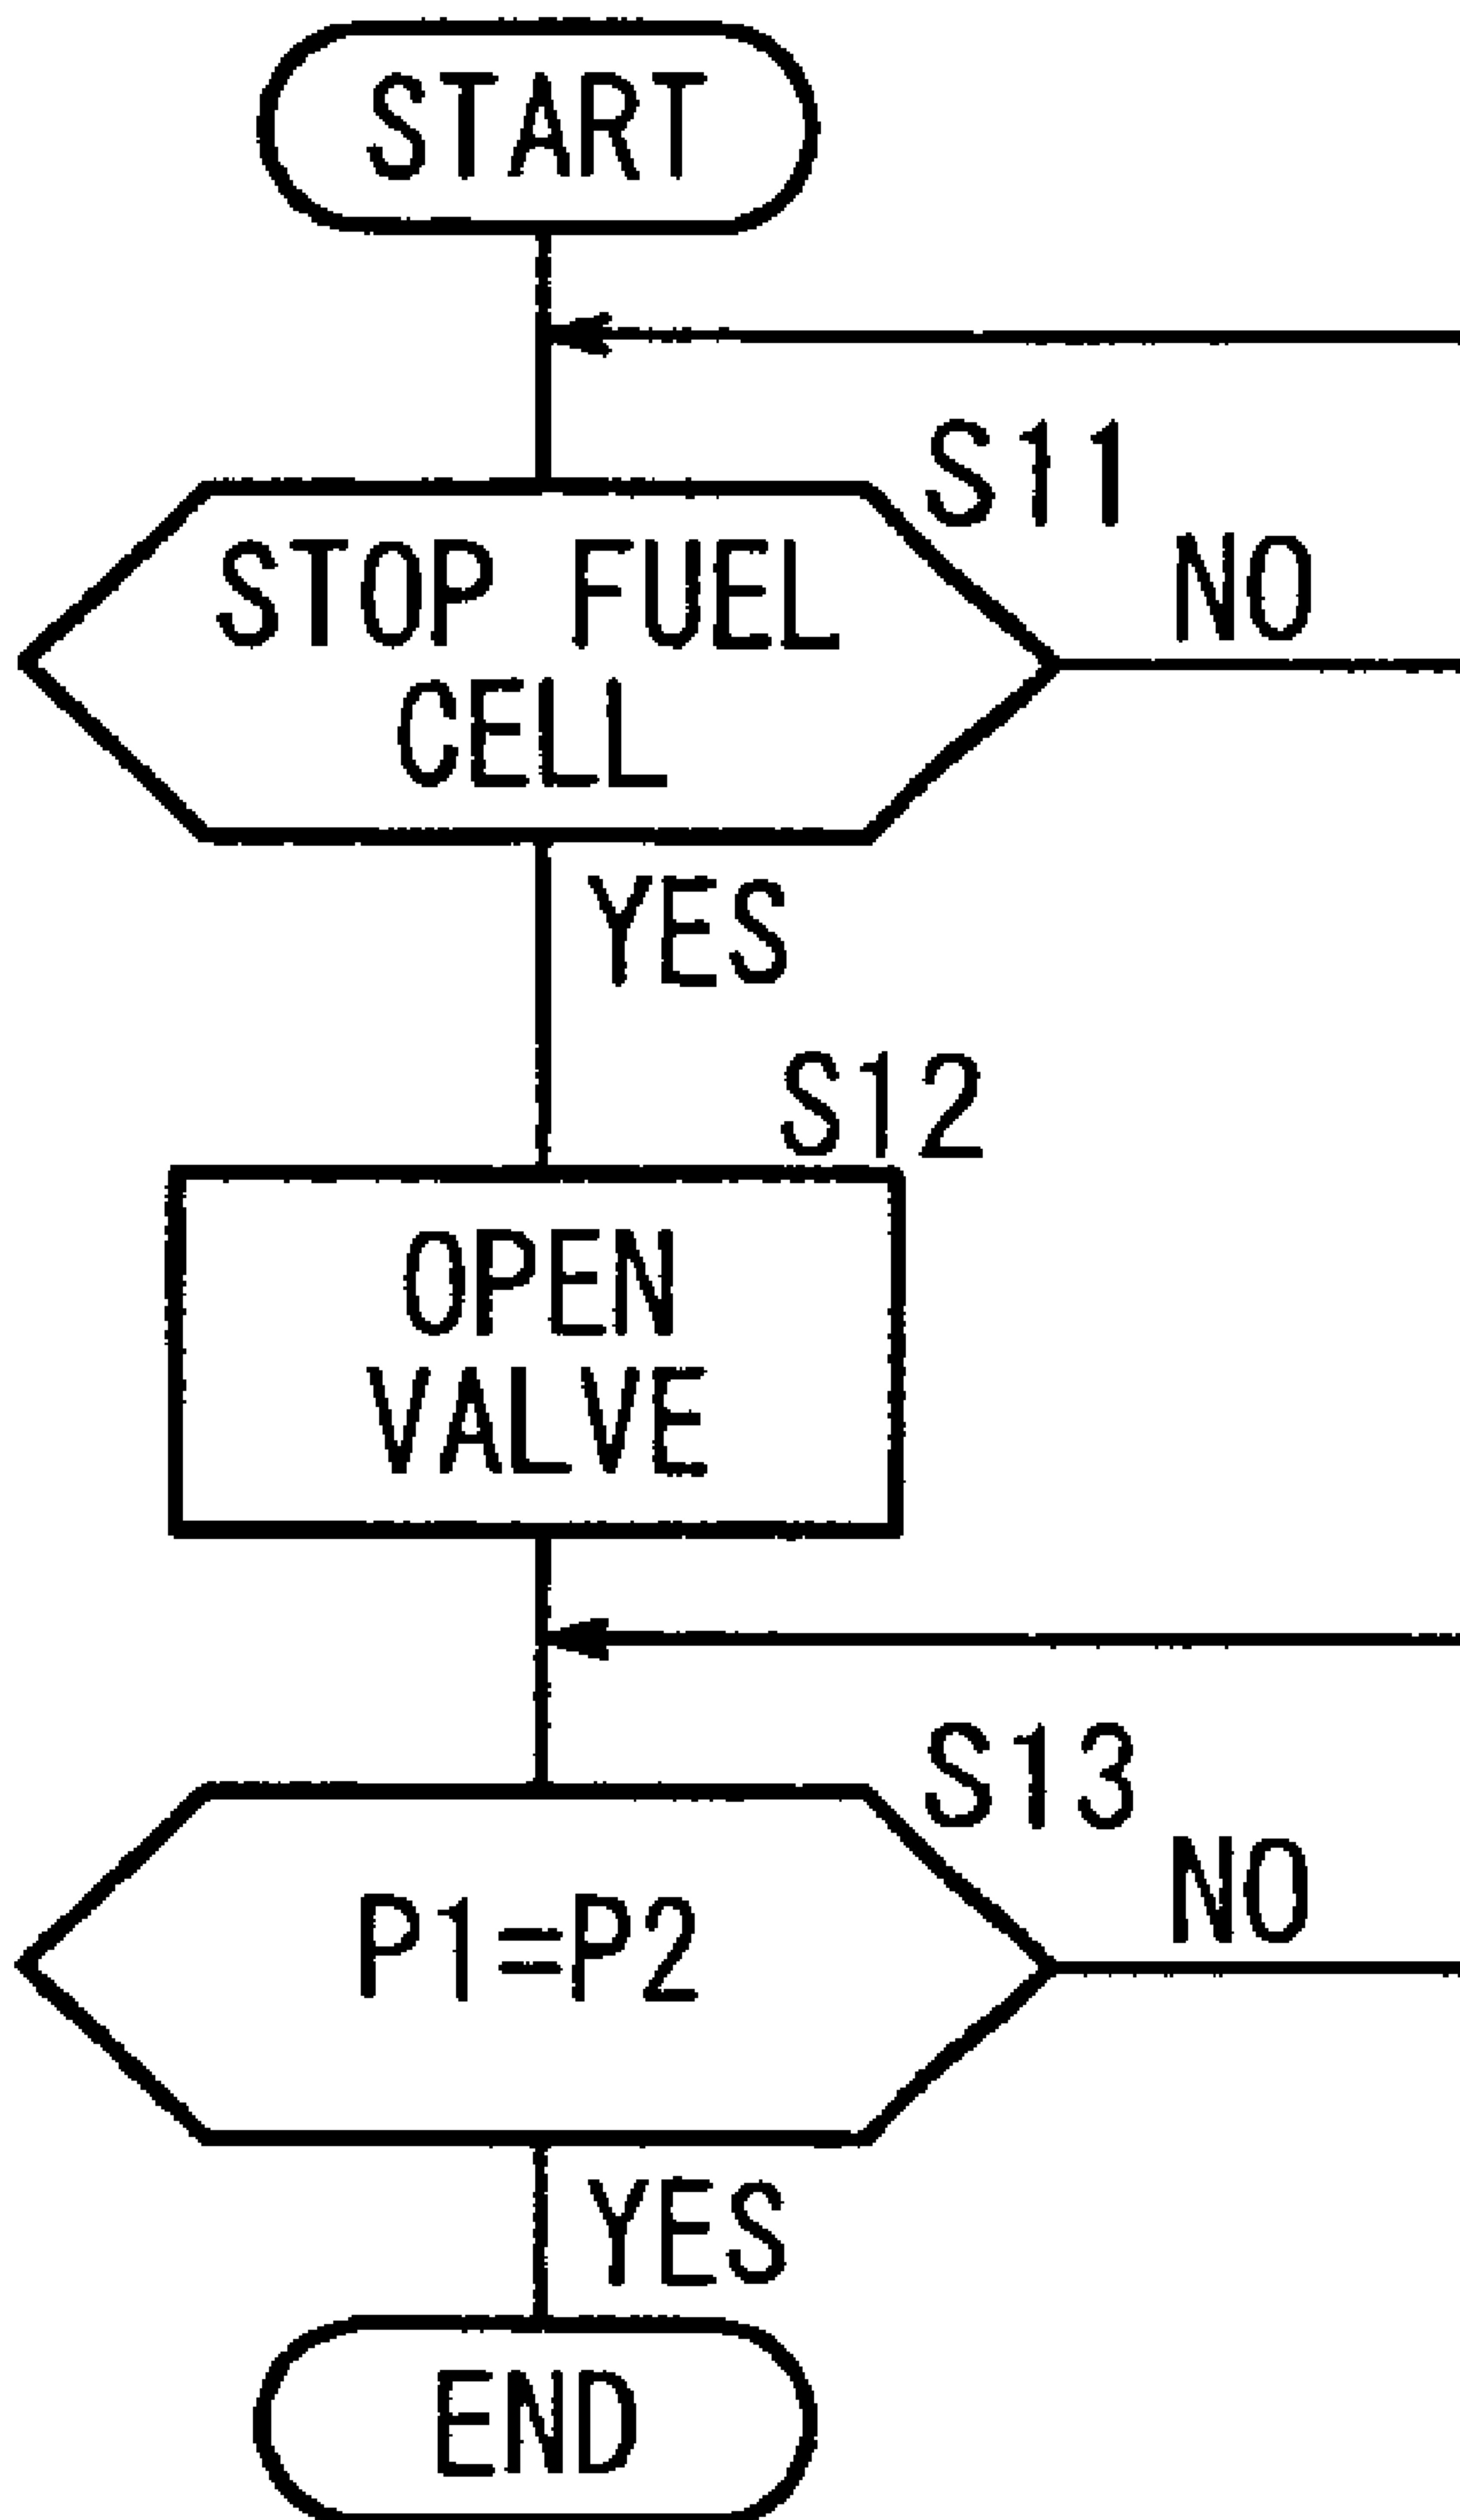 START
S11
STOP FUEL
CELL
NO
YES
S12
OPEN
VALVE
S13
P1=P2
NO
YES
END